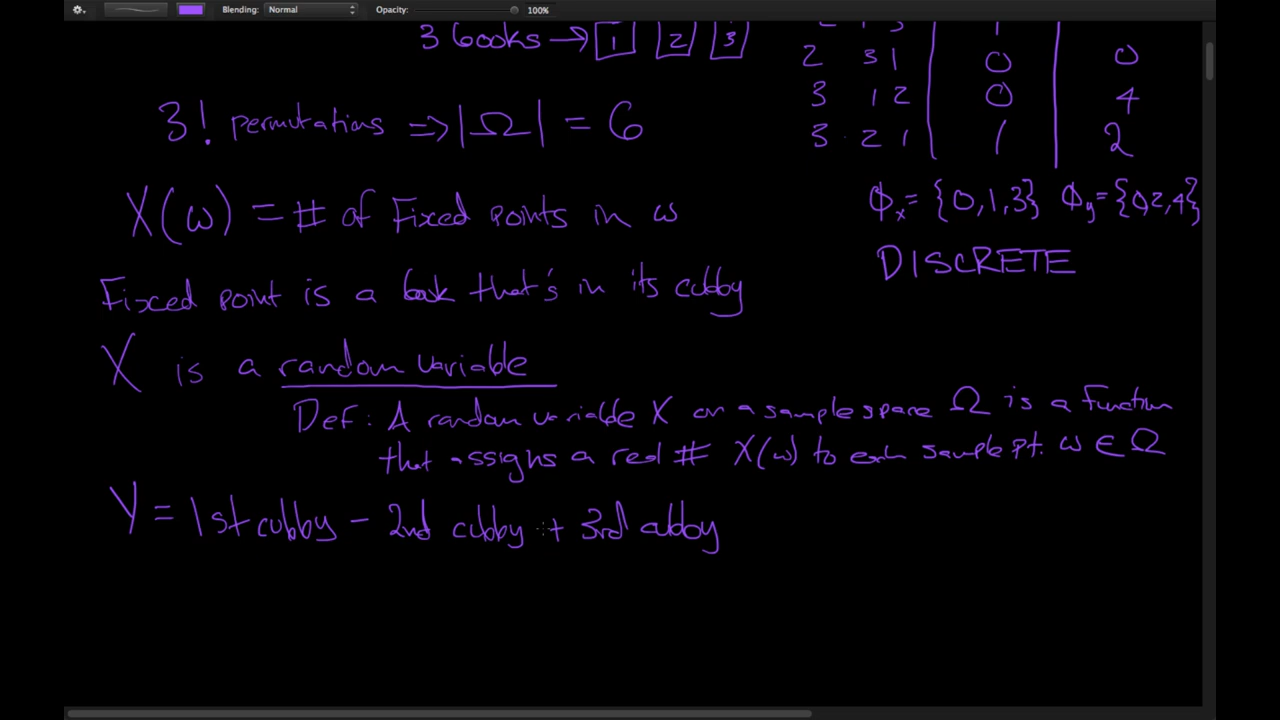 Blending: Normal Opacity: 100%
3 books → 1 2 3
2 3 1 0 0
3 1 2 0 4
3 2 1 1 2
3! permutations => |Ω| = 6
X(ω) = # of Fixed points in ω
ϕx = {0,1,3} ϕy = {0,2,4}
DISCRETE
Fixed point is a book that's in its cubby
X is a random variable
Def: A random variable X on a sample space Ω is a function
that assigns a real # X(ω) to each sample pt. ω ∈ Ω
Y = 1st cubby - 2nd cubby + 3rd cubby